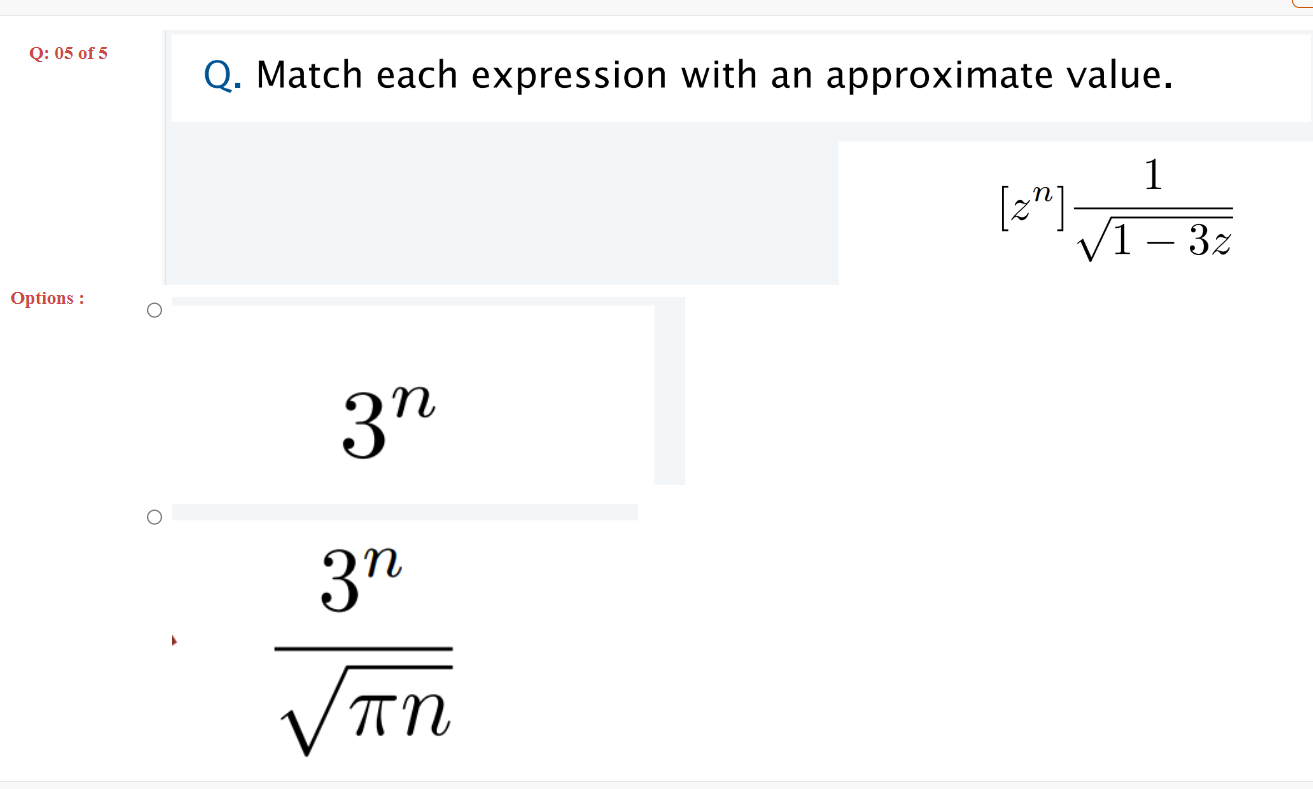 Q: 05 of 5
Q. Match each expression with an approximate value.
[z^n] 1/√(1 − 3z)
Options :
3^n
3^n/√(πn)